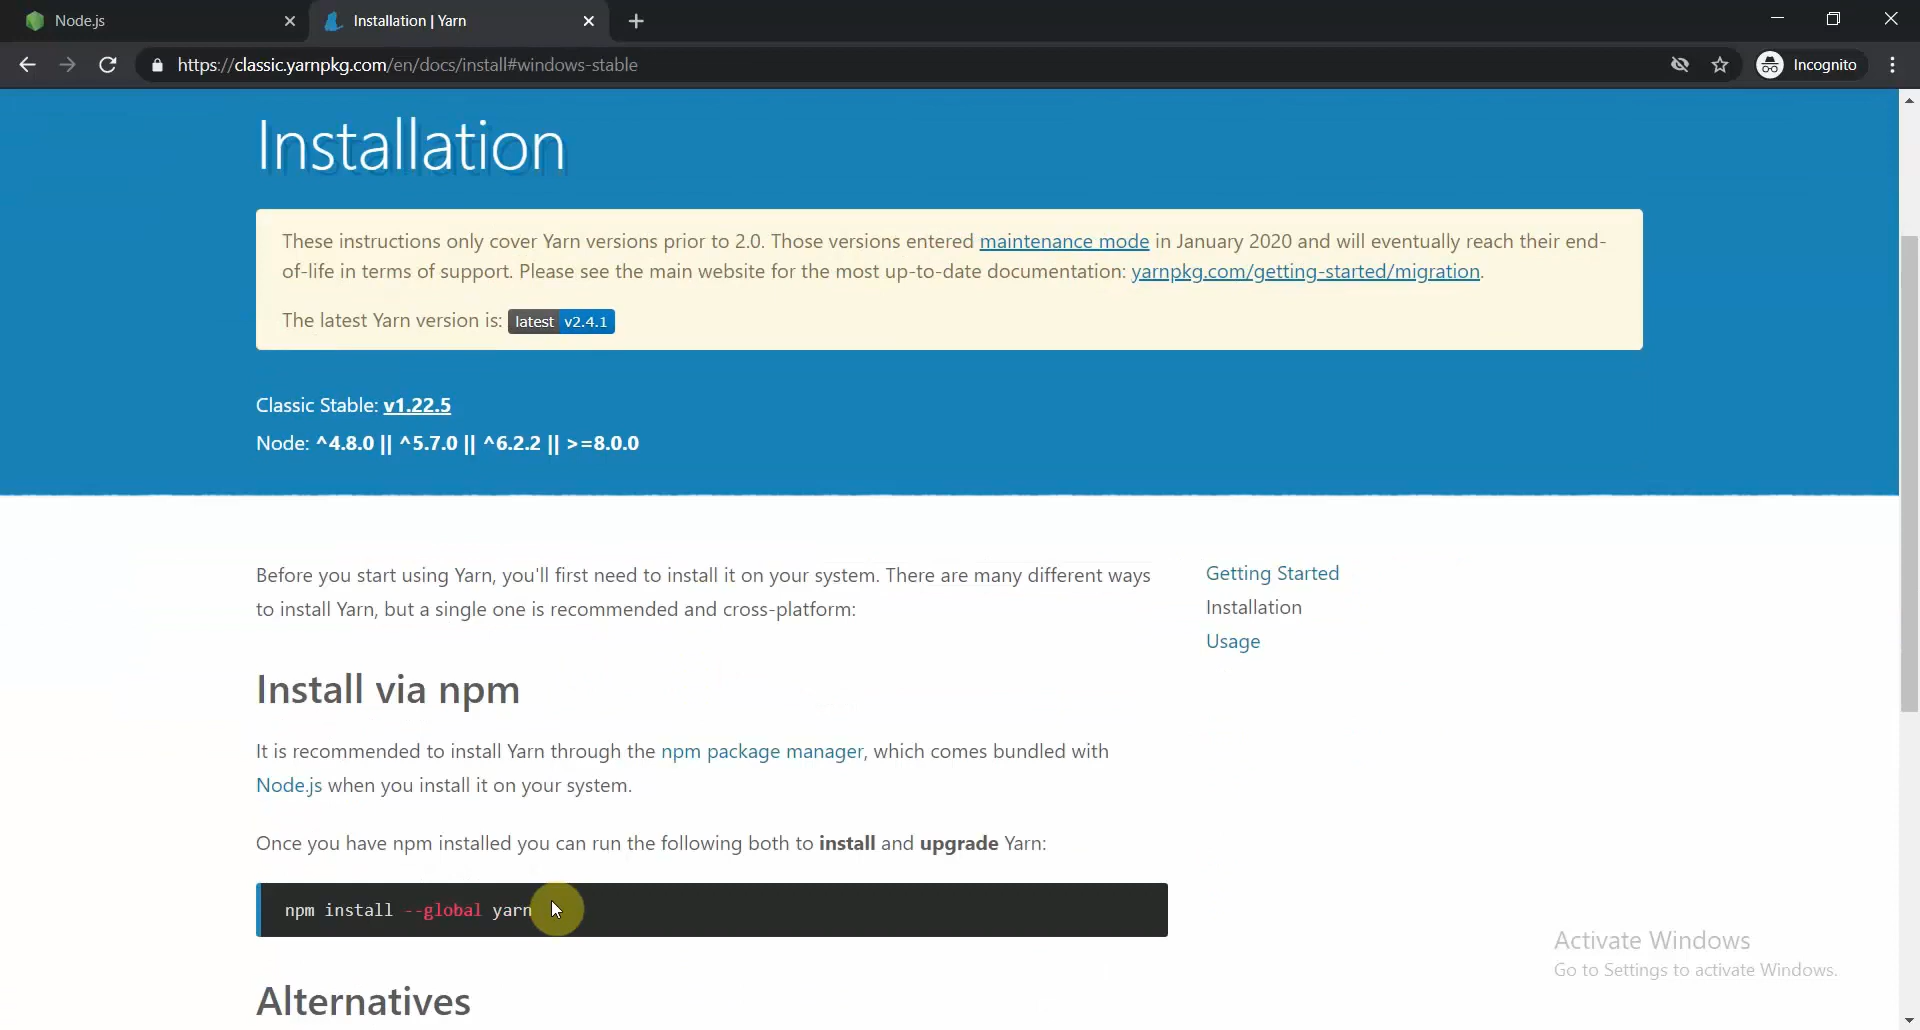 Node.js
Installation | Yarn
https://classic.yarnpkg.com/en/docs/install#windows-stable
Incognito
Installation
These instructions only cover Yarn versions prior to 2.0. Those versions entered maintenance mode in January 2020 and will eventually reach their end-
of-life in terms of support. Please see the main website for the most up-to-date documentation: yarnpkg.com/getting-started/migration.
The latest Yarn version is: latest v2.4.1
Classic Stable: v1.22.5
Node: ^4.8.0 || ^5.7.0 || ^6.2.2 || >=8.0.0
Before you start using Yarn, you'll first need to install it on your system. There are many different ways
to install Yarn, but a single one is recommended and cross-platform:
Getting Started
Installation
Usage
Install via npm
It is recommended to install Yarn through the npm package manager, which comes bundled with
Node.js when you install it on your system.
Once you have npm installed you can run the following both to install and upgrade Yarn:
npm install --global yarn
Alternatives
Activate Windows
Go to Settings to activate Windows.